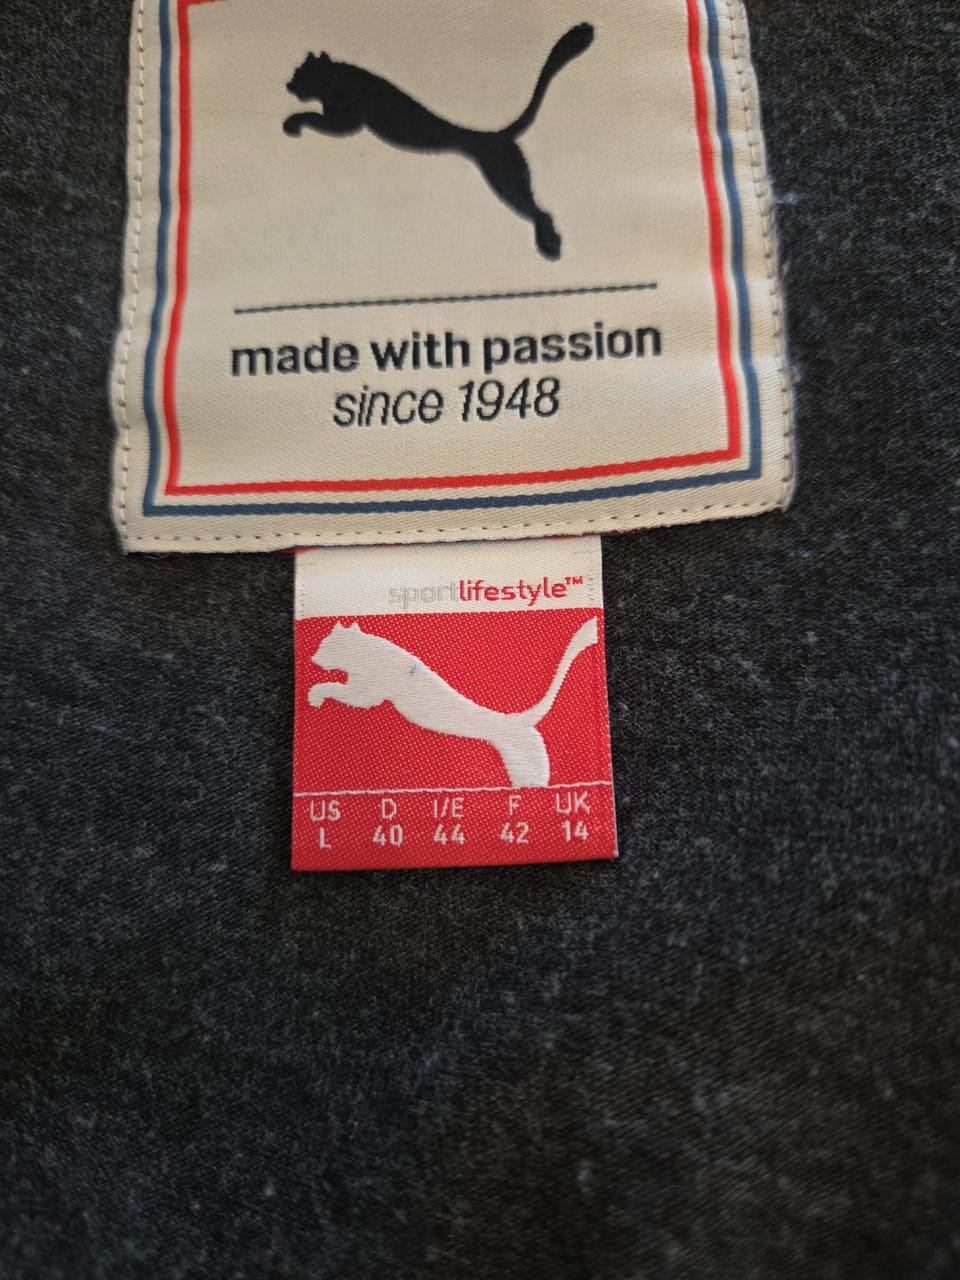 made with passion
since 1948
sportlifestyle™
US D I/E F UK
L 40 44 42 14